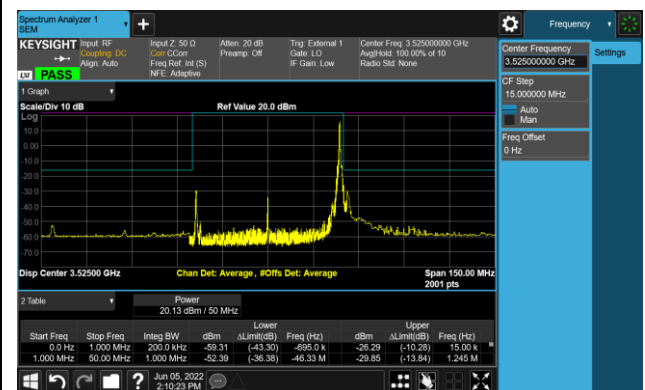 Spectrum Analyzer 1
SEM
Frequency
KEYSIGHT
Input: RF
Coupling: DC
Align: Auto
Input Z: 50 Ω
Corr CCorr
Freq Ref: Int (S)
NFE: Adaptive
Atten: 20 dB
Preamp: Off
Trig: External 1
Gate: LO
IF Gain: Low
Center Freq: 3.525000000 GHz
Avg|Hold: 100.00% of 10
Radio Std: None
LXI PASS
Center Frequency
3.525000000 GHz
Settings
CF Step
15.000000 MHz
Auto
Man
Freq Offset
0 Hz
1 Graph
Scale/Div 10 dB
Ref Value 20.0 dBm
Log
10.0
0.00
-10.0
-20.0
-30.0
-40.0
-50.0
-60.0
-70.0
Disp Center 3.52500 GHz
Chan Det: Average , #Offs Det: Average
Span 150.00 MHz
2001 pts
2 Table
Power
20.13 dBm / 50 MHz
Lower Upper
Start Freq Stop Freq Integ BW dBm ΔLimit(dB) Freq (Hz) dBm ΔLimit(dB) Freq (Hz)
0.0 Hz 1.000 MHz 200.0 kHz -59.31 (-43.30) -695.0 k -26.29 (-10.28) 15.00 k
1.000 MHz 50.00 MHz 1.000 MHz -52.39 (-36.38) -46.33 M -29.85 (-13.84) 1.245 M
Jun 05, 2022
2:10:23 PM